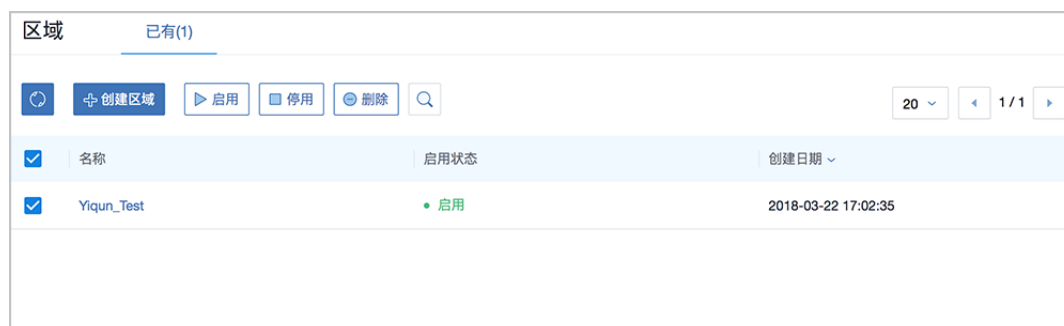 区域 已有(1)
创建区域 启用 停用 删除 20 1 / 1
名称 启用状态 创建日期
Yiqun_Test 启用 2018-03-22 17:02:35